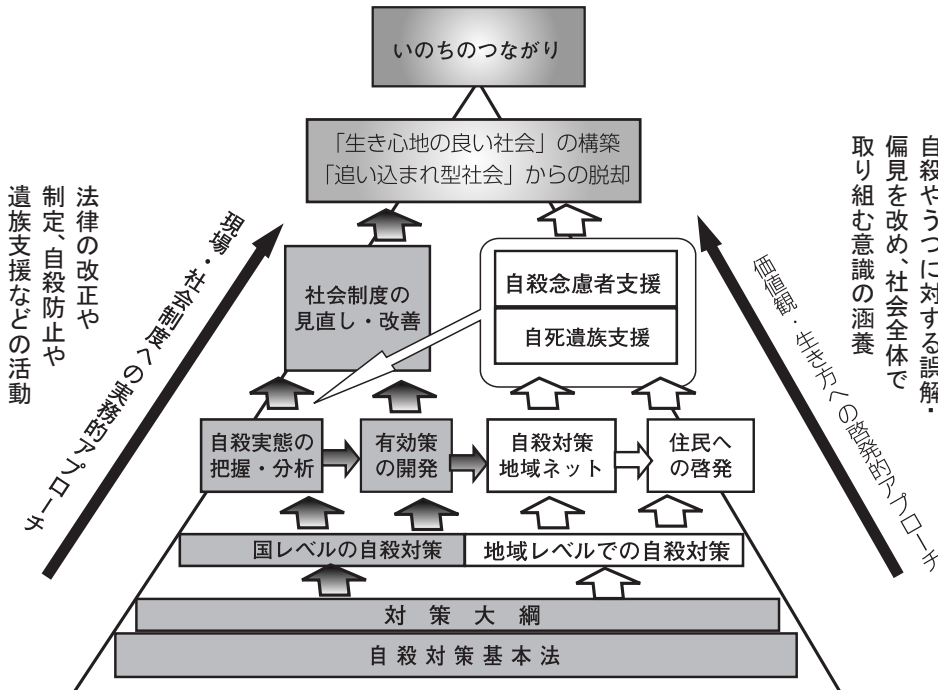 いのちのつながり
「生き心地の良い社会」の構築
「追い込まれ型社会」からの脱却
法律の改正や
制定、自殺防止や
遺族支援などの活動
現場・社会制度への実務的アプローチ
自殺やうつに対する誤解・
偏見を改め、社会全体で
取り組む意識の涵養
価値観・生き方への啓発的アプローチ
社会制度の
見直し・改善
自殺念慮者支援
自死遺族支援
自殺実態の
把握・分析
有効策
の開発
自殺対策
地域ネット
住民へ
の啓発
国レベルの自殺対策
地域レベルでの自殺対策
対策大綱
自殺対策基本法